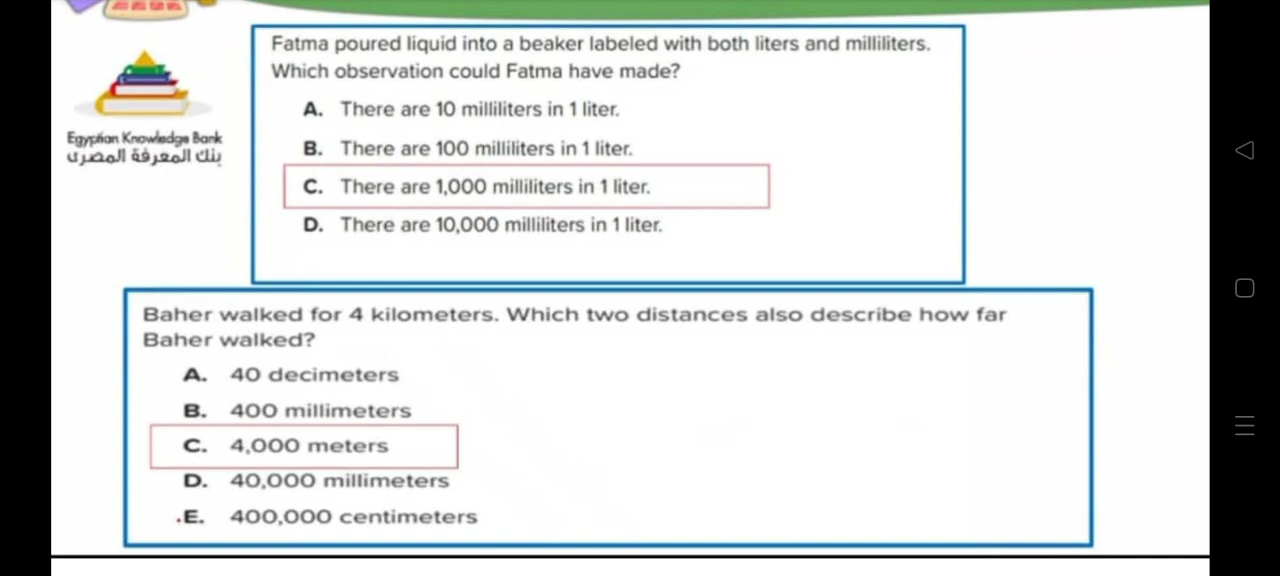 Fatma poured liquid into a beaker labeled with both liters and milliliters.
Which observation could Fatma have made?
A. There are 10 milliliters in 1 liter.
B. There are 100 milliliters in 1 liter.
C. There are 1,000 milliliters in 1 liter.
D. There are 10,000 milliliters in 1 liter.
Egyptian Knowledge Bank
بنك المعرفة المصرى
Baher walked for 4 kilometers. Which two distances also describe how far
Baher walked?
A. 40 decimeters
B. 400 millimeters
C. 4,000 meters
D. 40,000 millimeters
.E. 400,000 centimeters